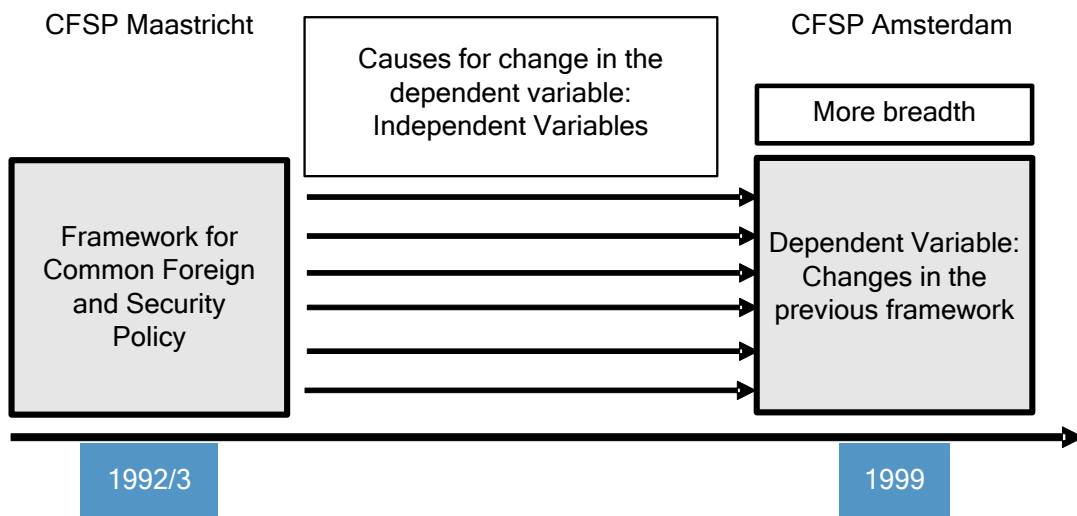 CFSP Maastricht
CFSP Amsterdam
Causes for change in the
dependent variable:
Independent Variables
More breadth
Framework for
Common Foreign
and Security
Policy
Dependent Variable:
Changes in the
previous framework
1992/3
1999